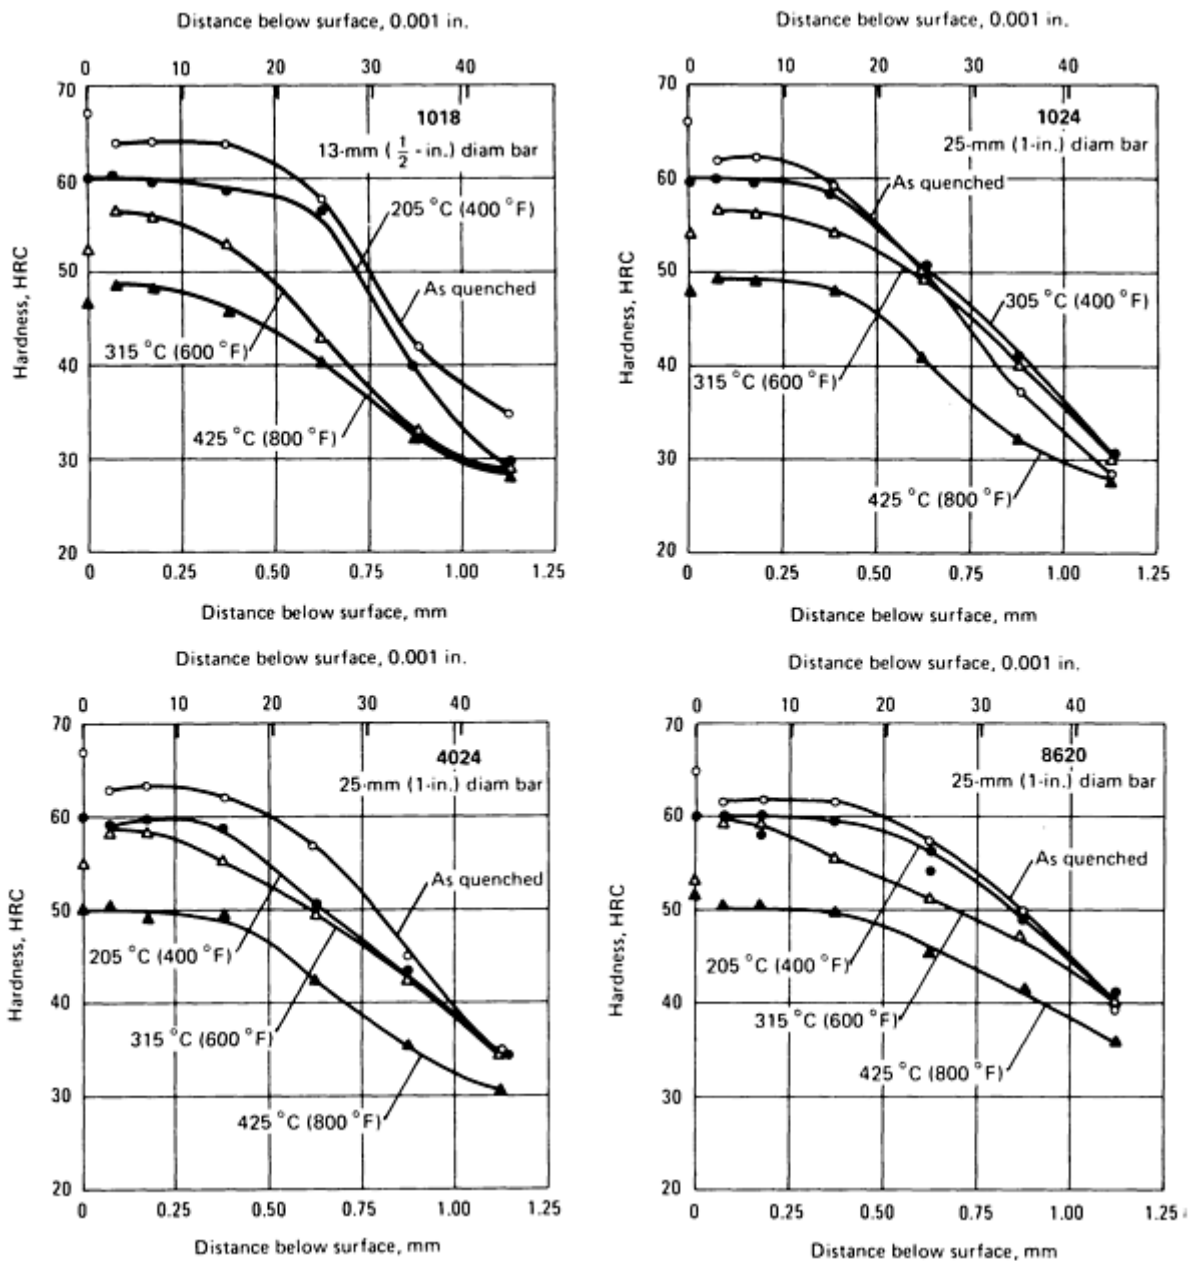 Distance below surface, 0.001 in.
0 10 20 30 40
70
60
50
40
30
20
Hardness, HRC
1018
13-mm (1/2-in.) diam bar
205 °C (400 °F)
As quenched
315 °C (600 °F)
425 °C (800 °F)
0 0.25 0.50 0.75 1.00 1.25
Distance below surface, mm
Distance below surface, 0.001 in.
0 10 20 30 40
70
60
50
40
30
20
Hardness, HRC
1024
25-mm (1-in.) diam bar
As quenched
305 °C (400 °F)
315 °C (600 °F)
425 °C (800 °F)
0 0.25 0.50 0.75 1.00 1.25
Distance below surface, mm
Distance below surface, 0.001 in.
0 10 20 30 40
70
60
50
40
30
20
Hardness, HRC
4024
25-mm (1-in.) diam bar
As quenched
205 °C (400 °F)
315 °C (600 °F)
425 °C (800 °F)
0 0.25 0.50 0.75 1.00 1.25
Distance below surface, mm
Distance below surface, 0.001 in.
0 10 20 30 40
70
60
50
40
30
20
Hardness, HRC
8620
25-mm (1-in.) diam bar
As quenched
205 °C (400 °F)
315 °C (600 °F)
425 °C (800 °F)
0 0.25 0.50 0.75 1.00 1.25
Distance below surface, mm